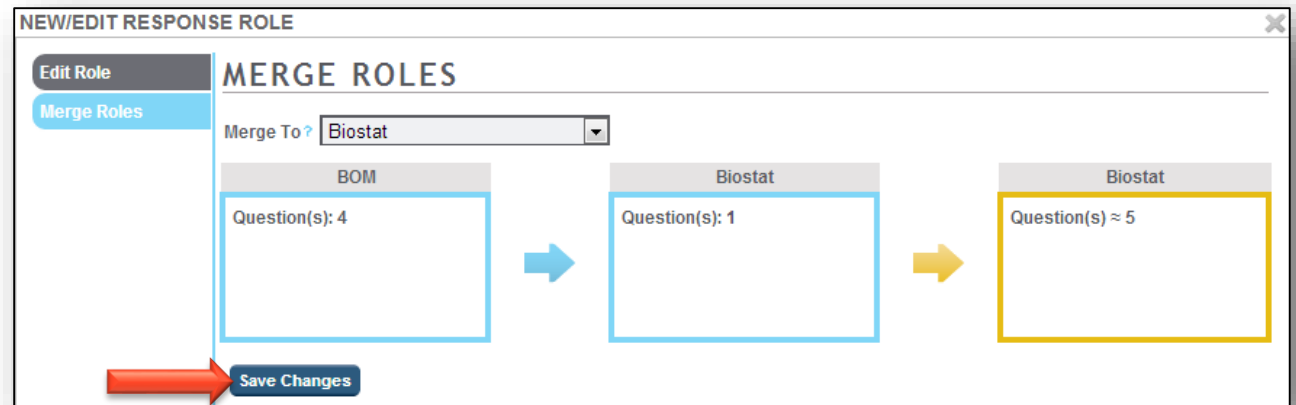 NEW/EDIT RESPONSE ROLE
Edit Role
Merge Roles
MERGE ROLES
Merge To? Biostat
BOM
Question(s): 4
Biostat
Question(s): 1
Biostat
Question(s) ≈ 5
Save Changes